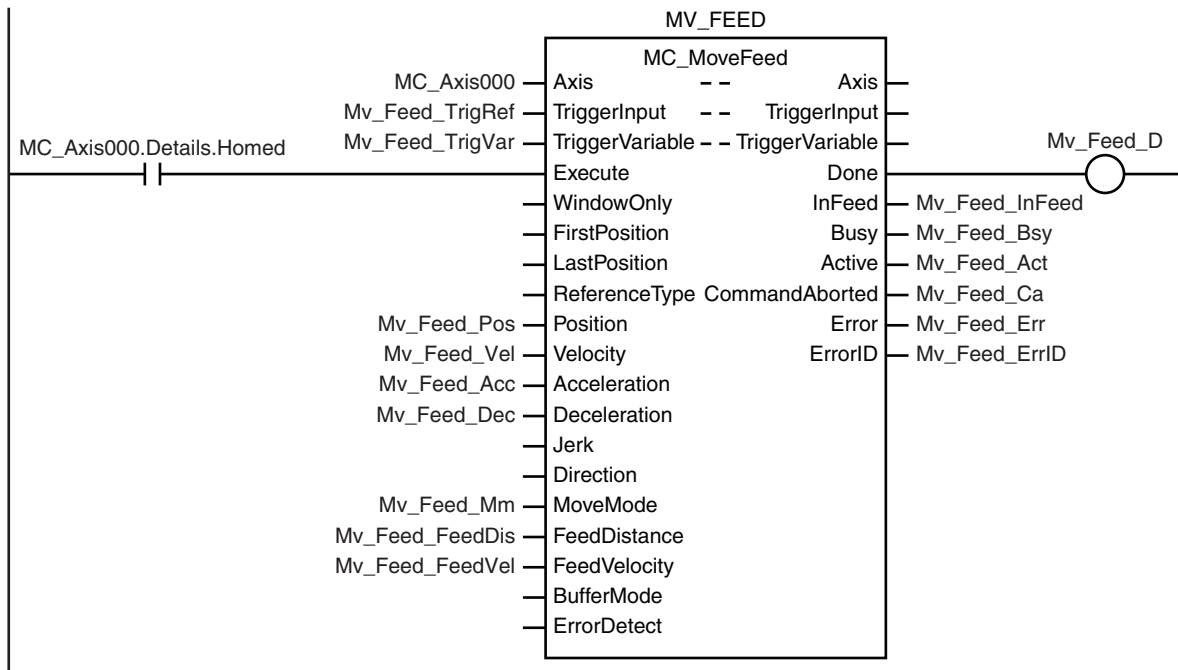 MV_FEED
MC_MoveFeed
MC_Axis000 Axis Axis
Mv_Feed_TrigRef TriggerInput TriggerInput
Mv_Feed_TrigVar TriggerVariable TriggerVariable
MC_Axis000.Details.Homed Mv_Feed_D
Execute Done
WindowOnly InFeed Mv_Feed_InFeed
FirstPosition Busy Mv_Feed_Bsy
LastPosition Active Mv_Feed_Act
ReferenceType CommandAborted Mv_Feed_Ca
Mv_Feed_Pos Position Error Mv_Feed_Err
Mv_Feed_Vel Velocity ErrorID Mv_Feed_ErrID
Mv_Feed_Acc Acceleration
Mv_Feed_Dec Deceleration
Jerk
Direction
Mv_Feed_Mm MoveMode
Mv_Feed_FeedDis FeedDistance
Mv_Feed_FeedVel FeedVelocity
BufferMode
ErrorDetect